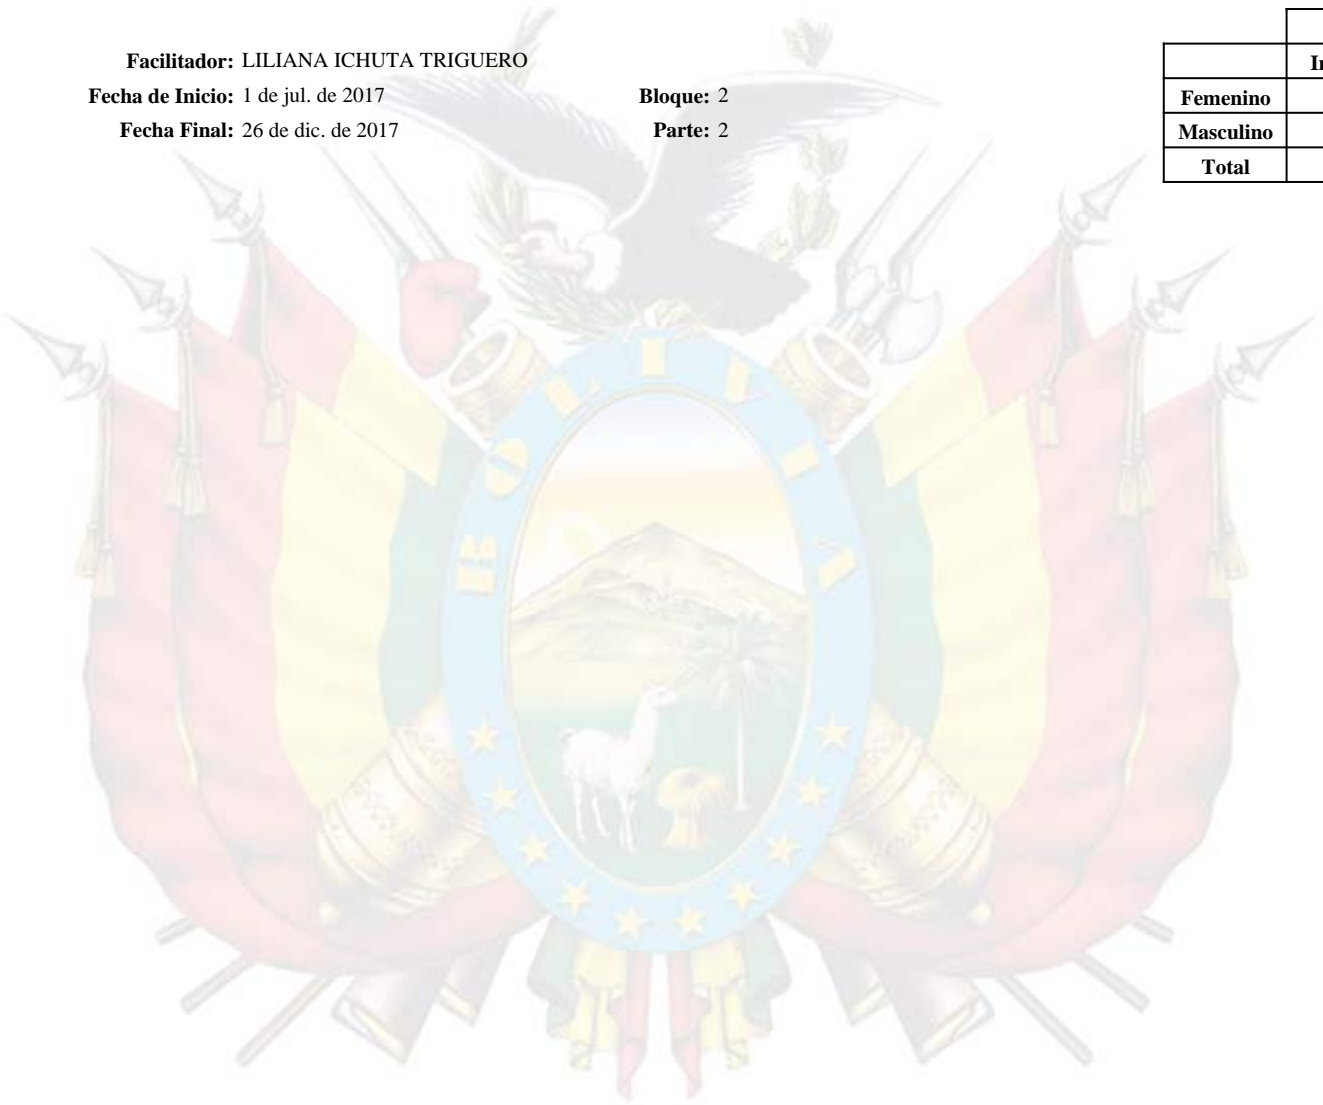 Facilitador: LILIANA ICHUTA TRIGUERO
Fecha de Inicio: 1 de jul. de 2017 Bloque: 2
Fecha Final: 26 de dic. de 2017 Parte: 2
Femenino
Masculino
Total
BOLIVIA